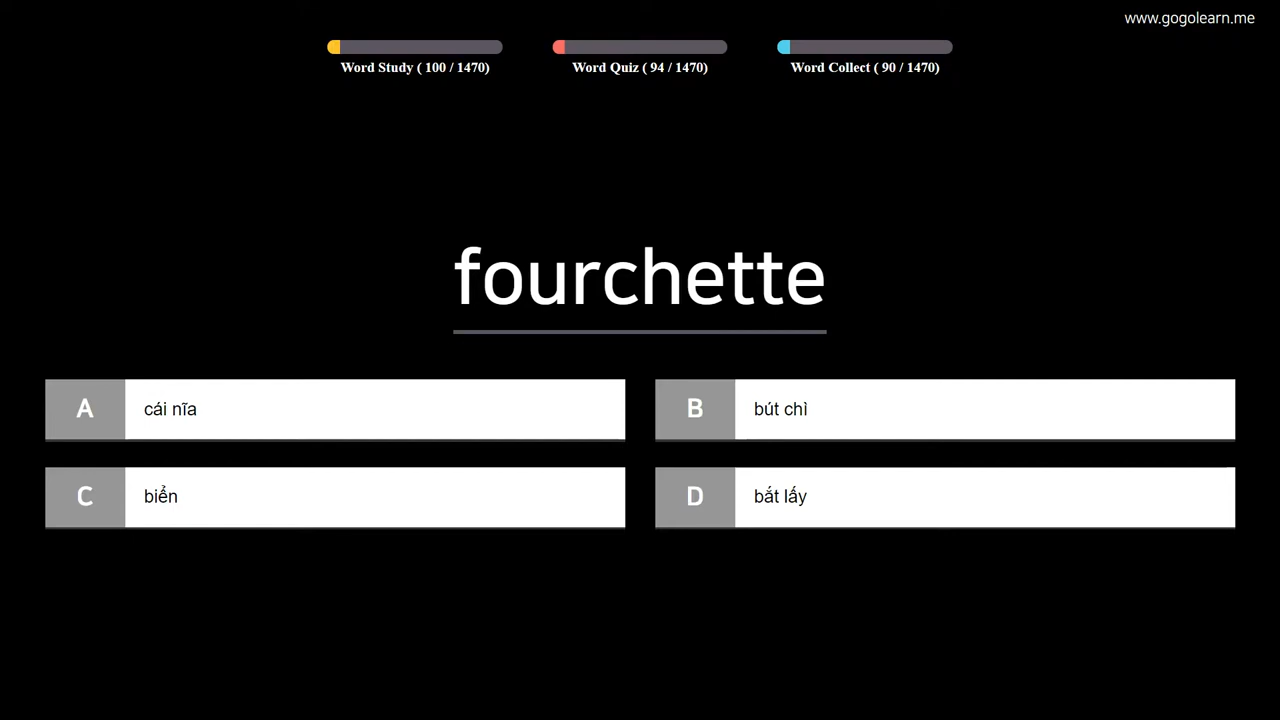 www.gogolearn.me
Word Study ( 100 / 1470)
Word Quiz ( 94 / 1470)
Word Collect ( 90 / 1470)
fourchette
A cái nĩa
B bút chì
C biển
D bắt lấy